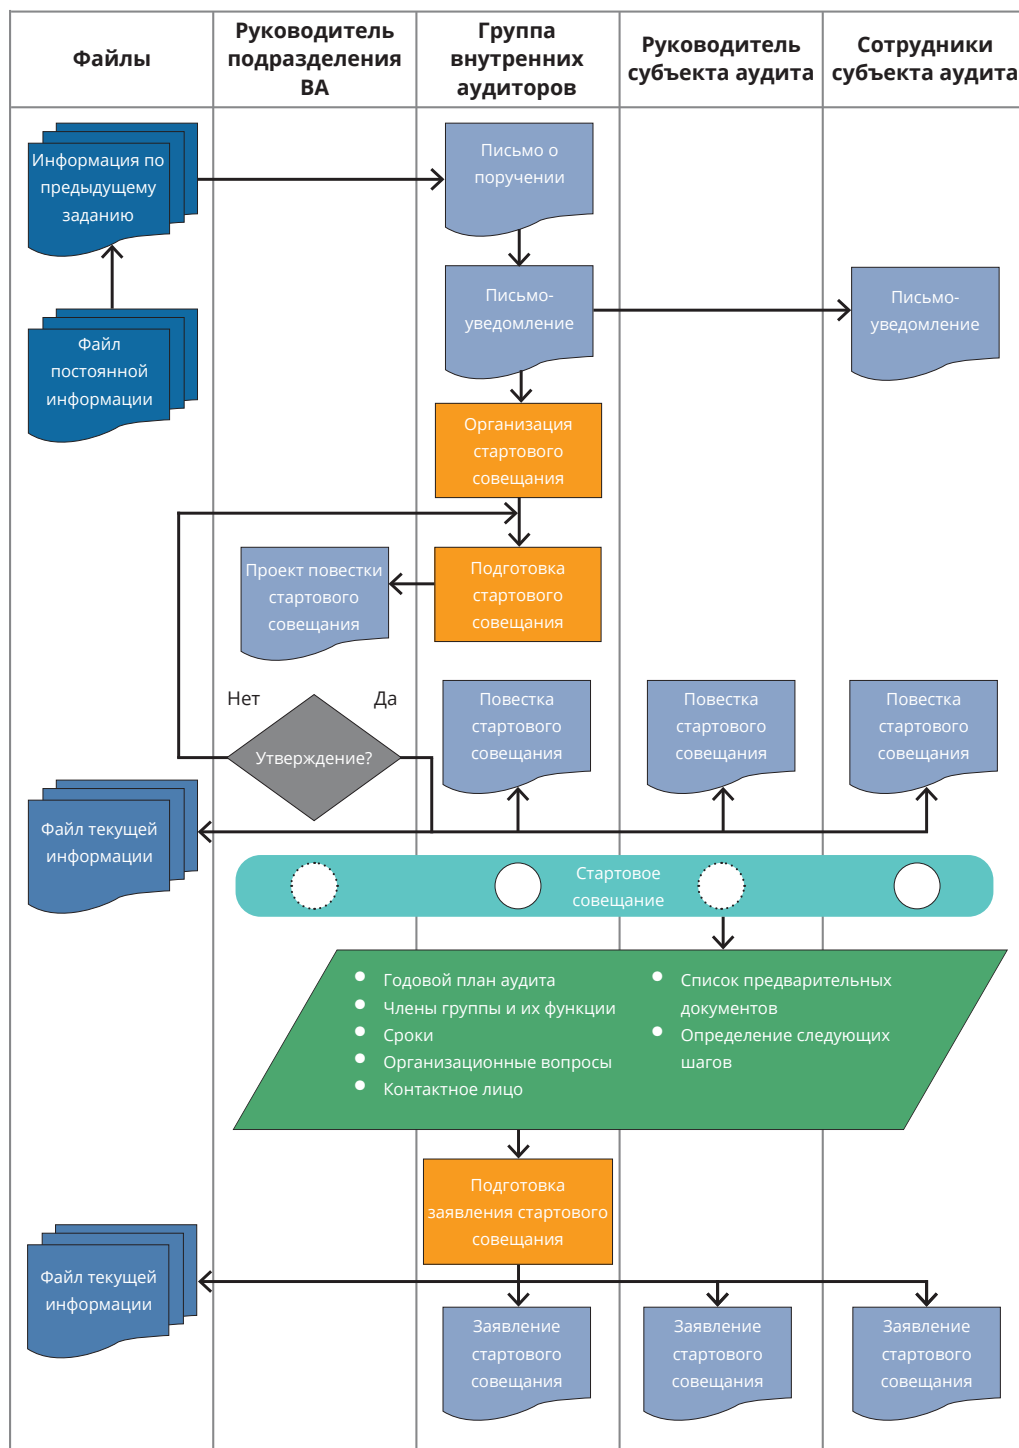 Файлы
Руководитель
подразделения
ВА
Группа
внутренних
аудиторов
Руководитель
субъекта аудита
Сотрудники
субъекта аудита
Информация по
предыдущему
заданию
Письмо о
поручении
Файл
постоянной
информации
Письмо-
уведомление
Письмо-
уведомление
Организация
стартового
совещания
Проект повестки
стартового
совещания
Подготовка
стартового
совещания
Нет
Да
Утверждение?
Повестка
стартового
совещания
Повестка
стартового
совещания
Повестка
стартового
совещания
Файл текущей
информации
Стартовое
совещание
• Годовой план аудита
• Члены группы и их функции
• Сроки
• Организационные вопросы
• Контактное лицо
• Список предварительных
документов
• Определение следующих
шагов
Подготовка
заявления стартового
совещания
Файл текущей
информации
Заявление
стартового
совещания
Заявление
стартового
совещания
Заявление
стартового
совещания